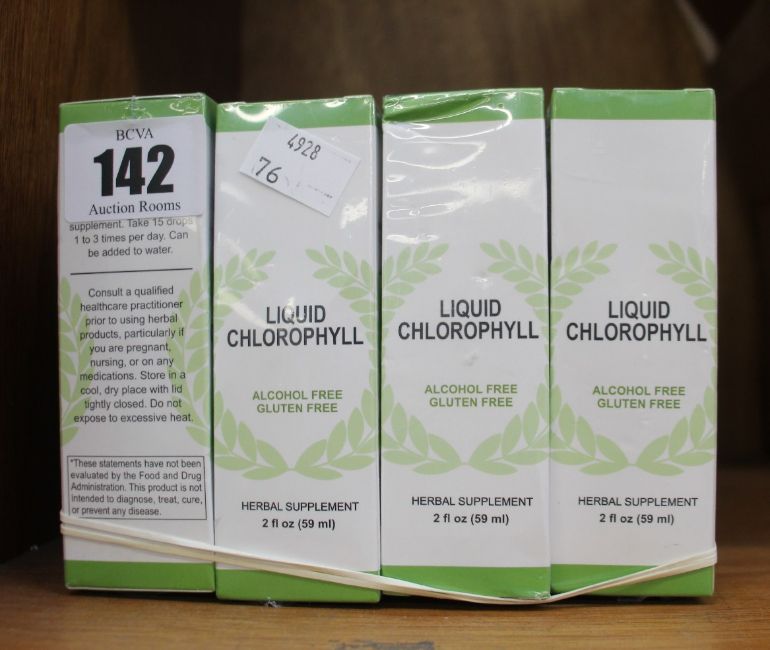 BCVA
142
Auction Rooms
supplement. Take 15 drops
1 to 3 times per day. Can
be added to water.
Consult a qualified
healthcare practitioner
prior to using herbal
products, particularly if
you are pregnant,
nursing, or on any
medications. Store in a
cool, dry place with lid
tightly closed. Do not
expose to excessive heat.
*These statements have not been
evaluated by the Food and Drug
Administration. This product is not
intended to diagnose, treat, cure,
or prevent any disease.
4928
76
LIQUID
CHLOROPHYLL
ALCOHOL FREE
GLUTEN FREE
HERBAL SUPPLEMENT
2 fl oz (59 ml)
LIQUID
CHLOROPHYLL
ALCOHOL FREE
GLUTEN FREE
HERBAL SUPPLEMENT
2 fl oz (59 ml)
LIQUID
CHLOROPHYLL
ALCOHOL FREE
GLUTEN FREE
HERBAL SUPPLEMENT
2 fl oz (59 ml)